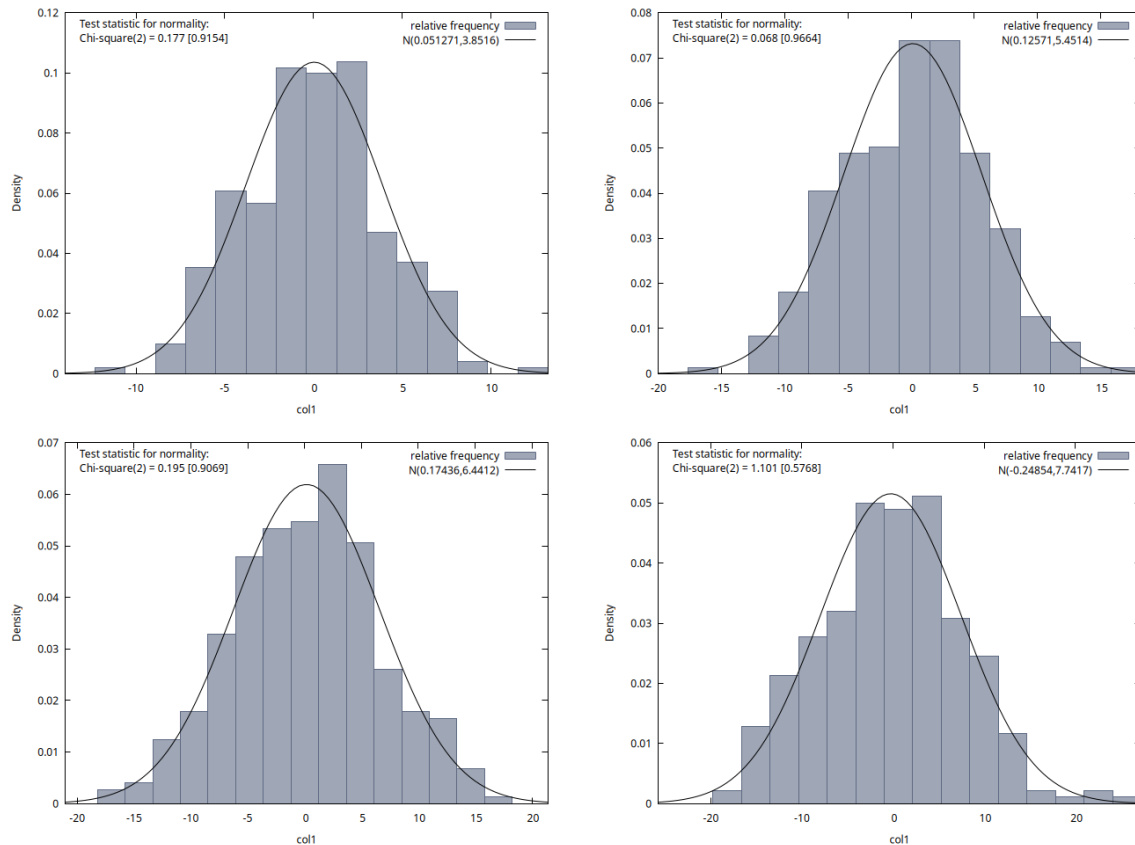 Test statistic for normality:
Chi-square(2) = 0.177 [0.9154]
relative frequency
N(0.051271,3.8516)
0.12
0.1
0.08
0.06
0.04
0.02
0
Density
-10 -5 0 5 10
col1
Test statistic for normality:
Chi-square(2) = 0.068 [0.9664]
relative frequency
N(0.12571,5.4514)
0.08
0.07
0.06
0.05
0.04
0.03
0.02
0.01
0
Density
-20 -15 -10 -5 0 5 10 15
col1
Test statistic for normality:
Chi-square(2) = 0.195 [0.9069]
relative frequency
N(0.17436,6.4412)
0.07
0.06
0.05
0.04
0.03
0.02
0.01
0
Density
-20 -15 -10 -5 0 5 10 15 20
col1
Test statistic for normality:
Chi-square(2) = 1.101 [0.5768]
relative frequency
N(-0.24854,7.7417)
0.06
0.05
0.04
0.03
0.02
0.01
0
Density
-20 -10 0 10 20
col1